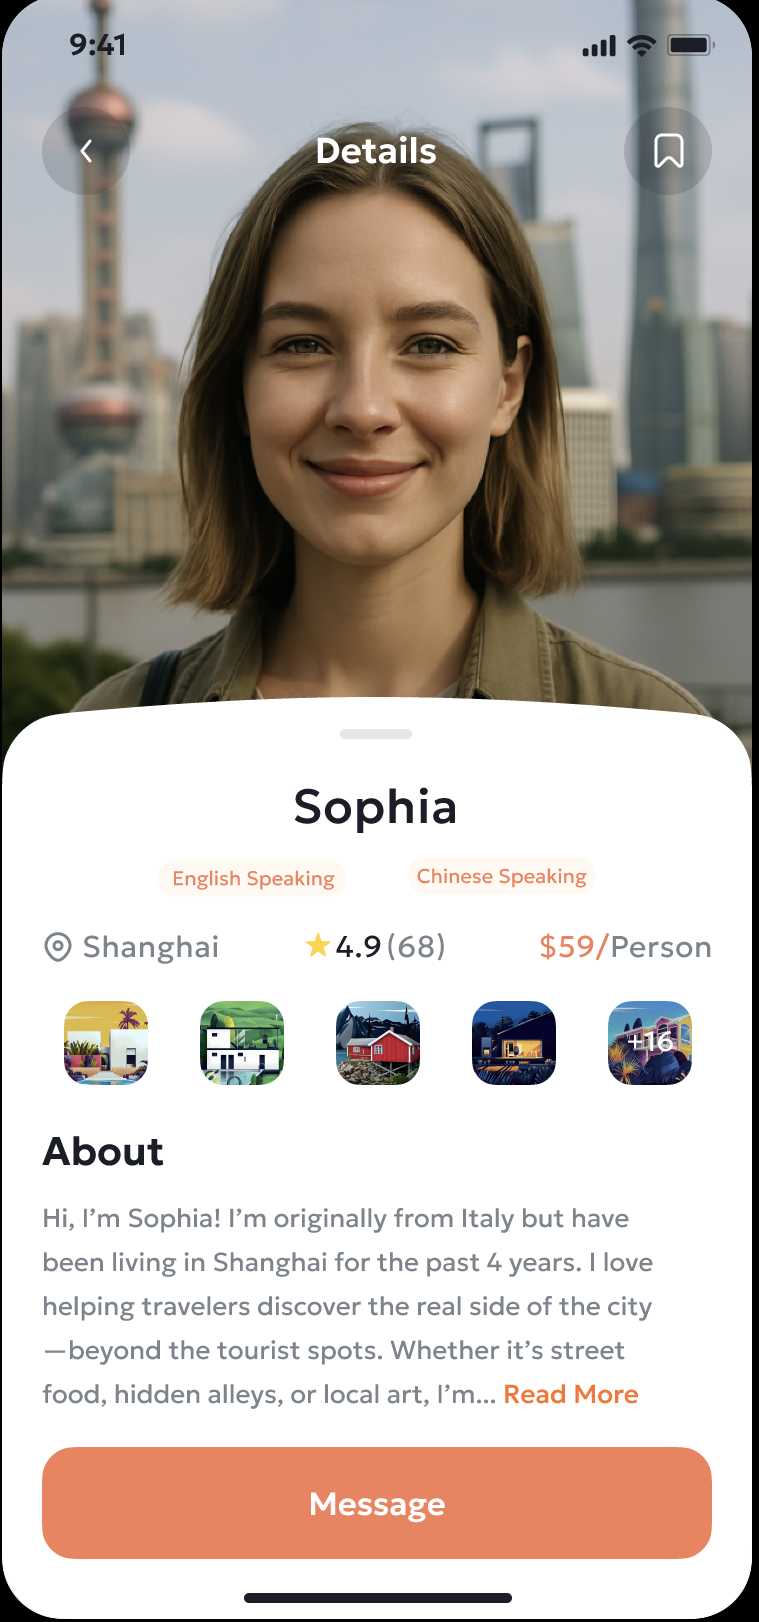 9:41
Details
Sophia
English Speaking
Chinese Speaking
Shanghai
4.9 (68)
$59/Person
+16
About
Hi, I’m Sophia! I’m originally from Italy but have
been living in Shanghai for the past 4 years. I love
helping travelers discover the real side of the city
—beyond the tourist spots. Whether it’s street
food, hidden alleys, or local art, I’m... Read More
Message